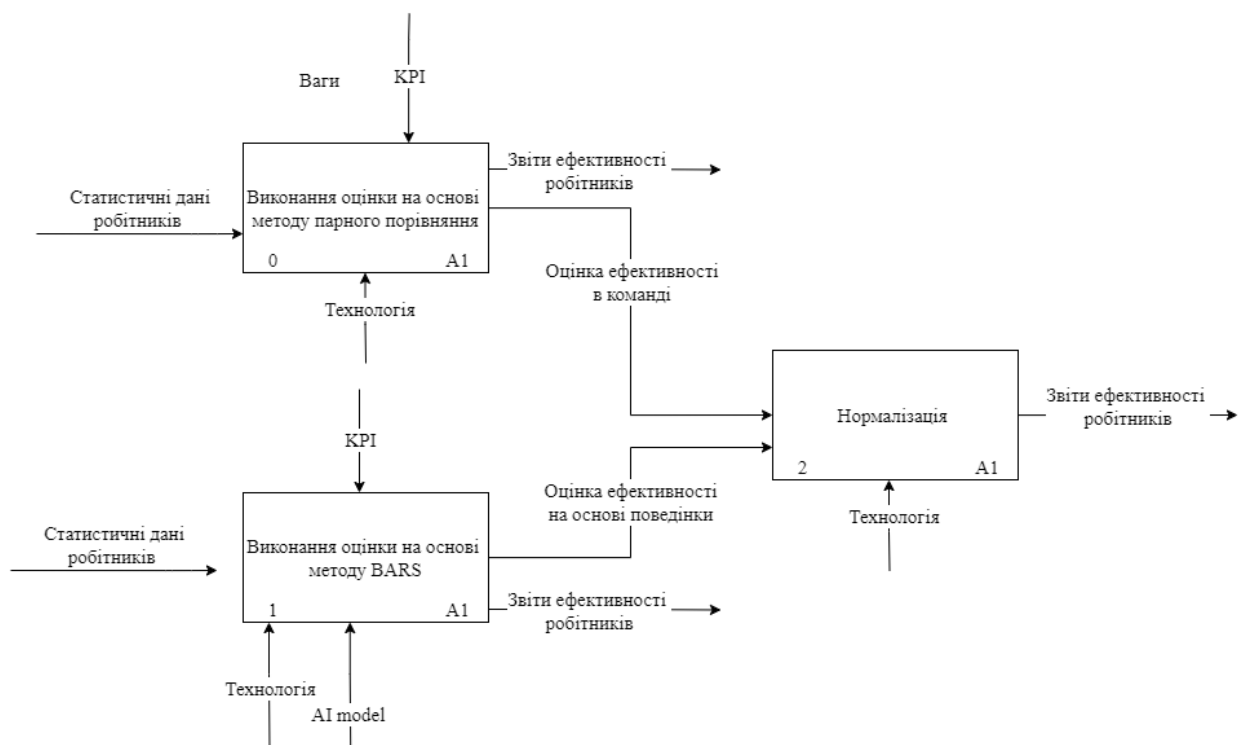 Ваги
KPI
Звіти ефективності
робітників
Статистичні дані
робітників
Виконання оцінки на основі
методу парного порівняння
0
A1
Оцінка ефективності
в команді
Технологія
Нормалізація
2
A1
Звіти ефективності
робітників
KPI
Оцінка ефективності
на основі поведінки
Технологія
Статистичні дані
робітників
Виконання оцінки на основі
методу BARS
1
A1
Звіти ефективності
робітників
Технологія
AI model